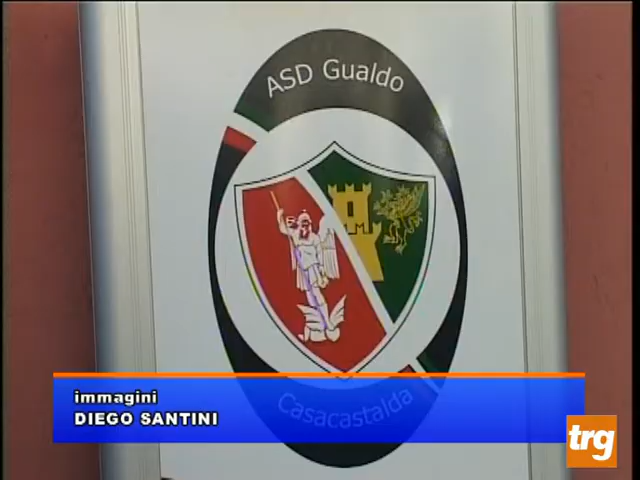 ASD Gualdo
Casacastalda
immagini
DIEGO SANTINI
trg